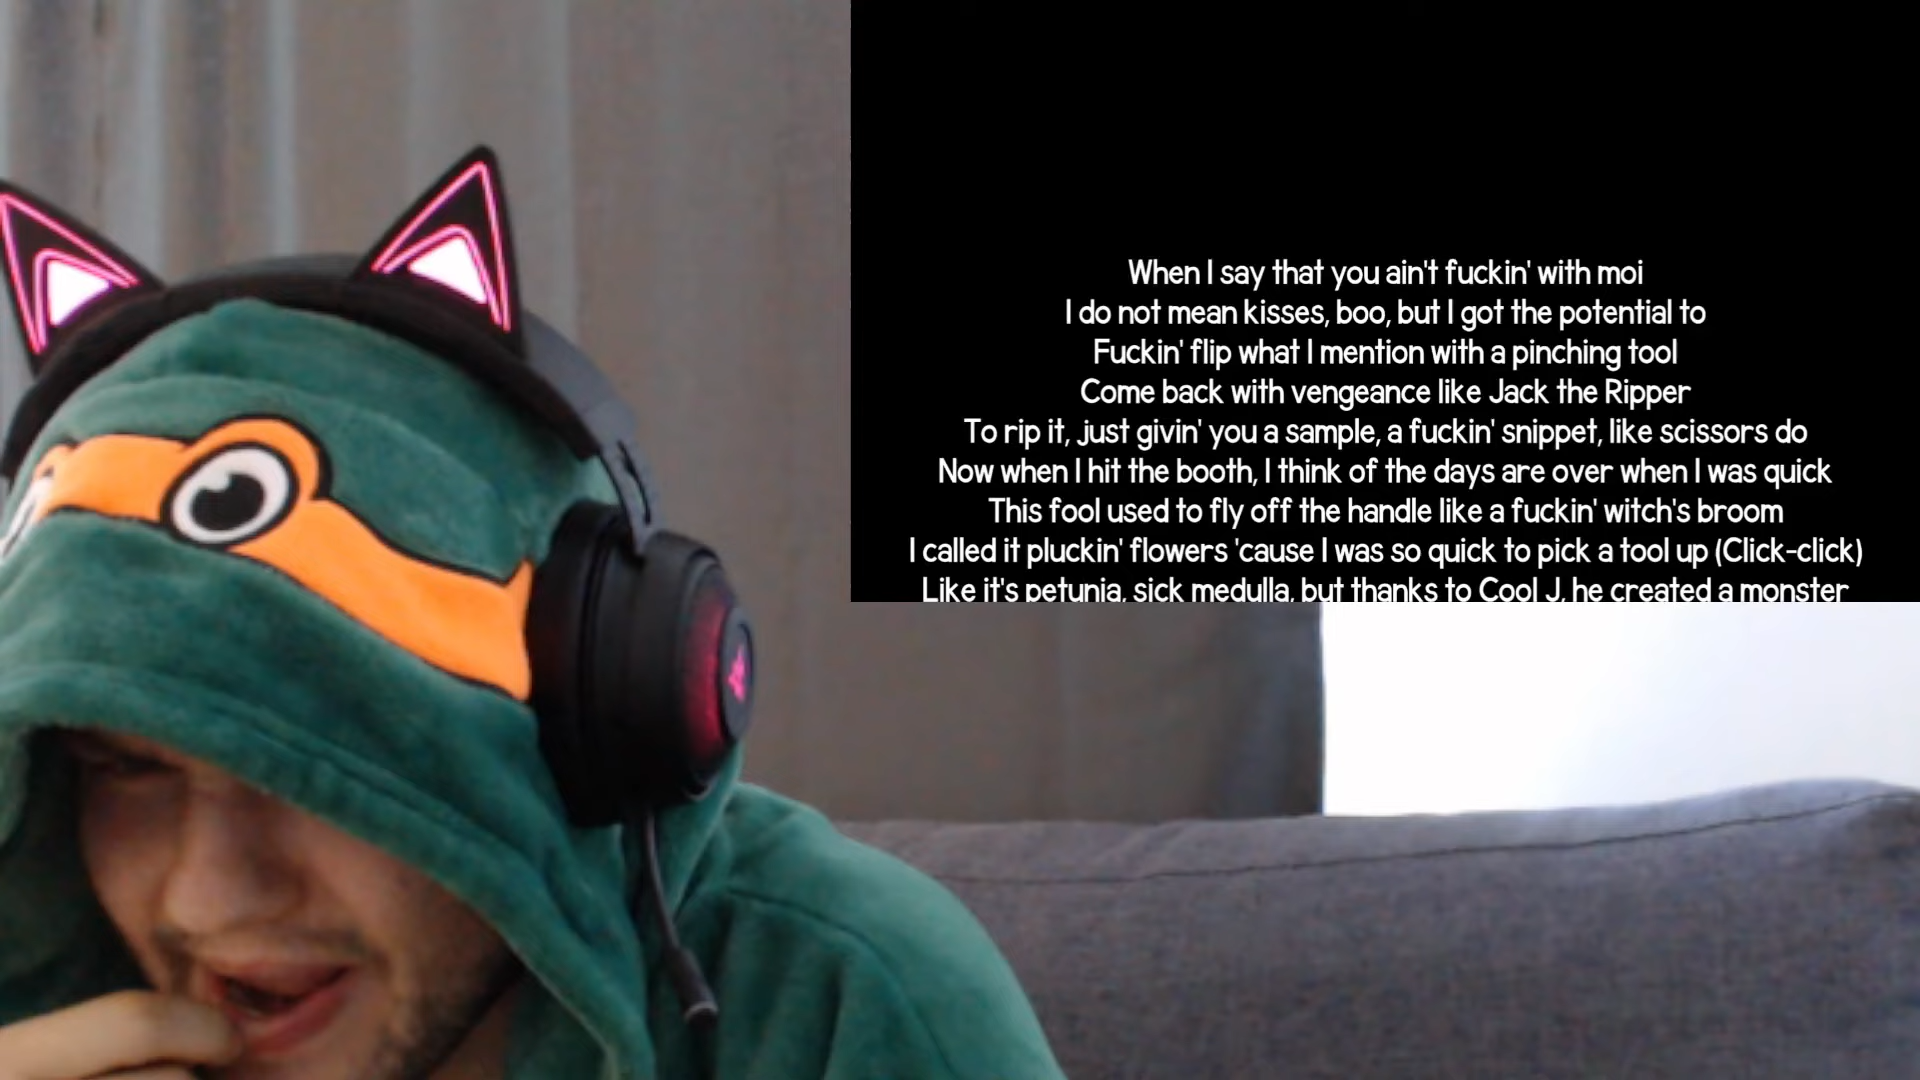 When I say that you ain't fuckin' with moi
I do not mean kisses, boo, but I got the potential to
Fuckin' flip what I mention with a pinching tool
Come back with vengeance like Jack the Ripper
To rip it, just givin' you a sample, a fuckin' snippet, like scissors do
Now when I hit the booth, I think of the days are over when I was quick
This fool used to fly off the handle like a fuckin' witch's broom
I called it pluckin' flowers 'cause I was so quick to pick a tool up (Click-click)
Like it's petunia, sick medulla, but thanks to Cool J, he created a monster